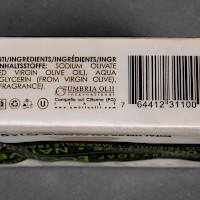 NTI/INGREDIENTS/INGRÉDIENTS/INGR
INHALTSSTOFFE: SODIUM OLIVATE
ED VIRGIN OLIVE OIL), AQUA
GLYCERIN (FROM VIRGIN OLIVE),
FRAGRANCE).
UMBRIA OLII
International
Campello sul Clitunno (PG)
www.umbriaolii.com
7 64412 31100